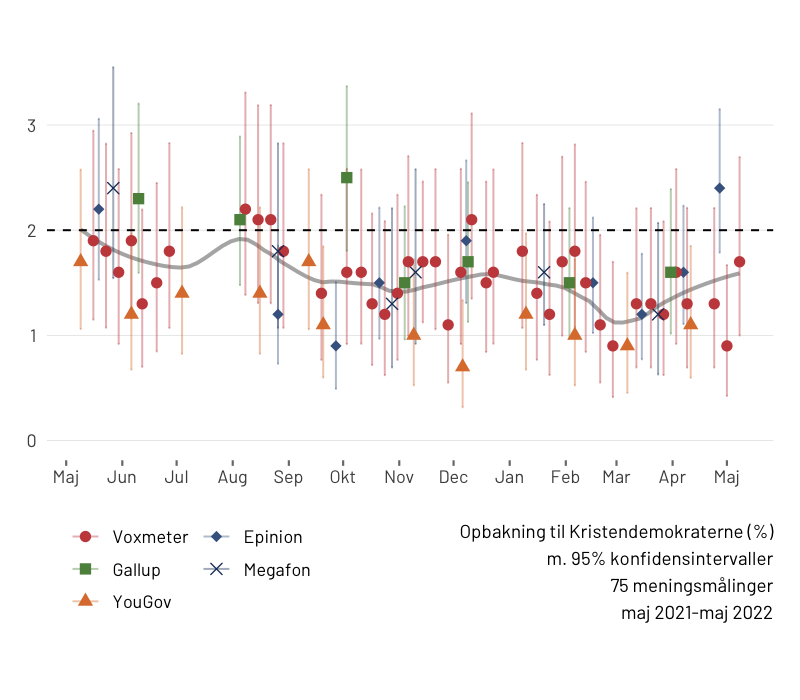 3
2
1
0
Maj Jun Jul Aug Sep Okt Nov Dec Jan Feb Mar Apr Maj
Voxmeter Epinion
Gallup Megafon
YouGov
Opbakning til Kristendemokraterne (%)
m. 95% konfidensintervaller
75 meningsmålinger
maj 2021-maj 2022